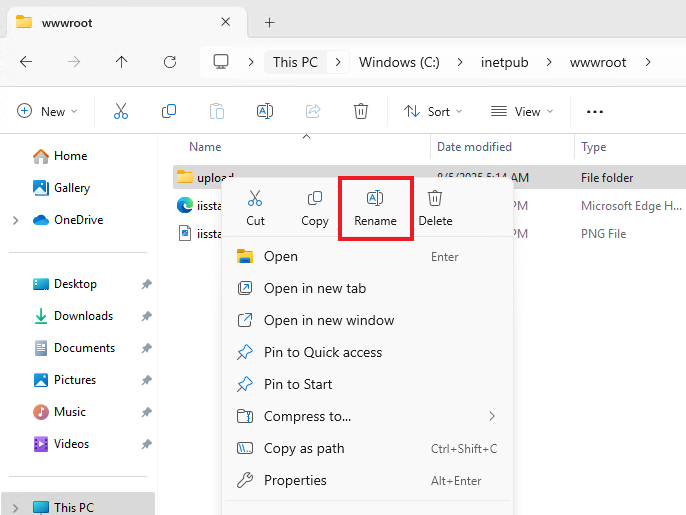 wwwroot
This PC > Windows (C:) > inetpub > wwwroot >
New Sort View ...
Name Date modified Type
Home
Gallery
OneDrive
Desktop
Downloads
Documents
Pictures
Music
Videos
This PC
upload 8/5/2025 5:14 AM File folder
iissta PM Microsoft Edge H...
iissta PM PNG File
Cut Copy Rename Delete
Open Enter
Open in new tab
Open in new window
Pin to Quick access
Pin to Start
Compress to... >
Copy as path Ctrl+Shift+C
Properties Alt+Enter